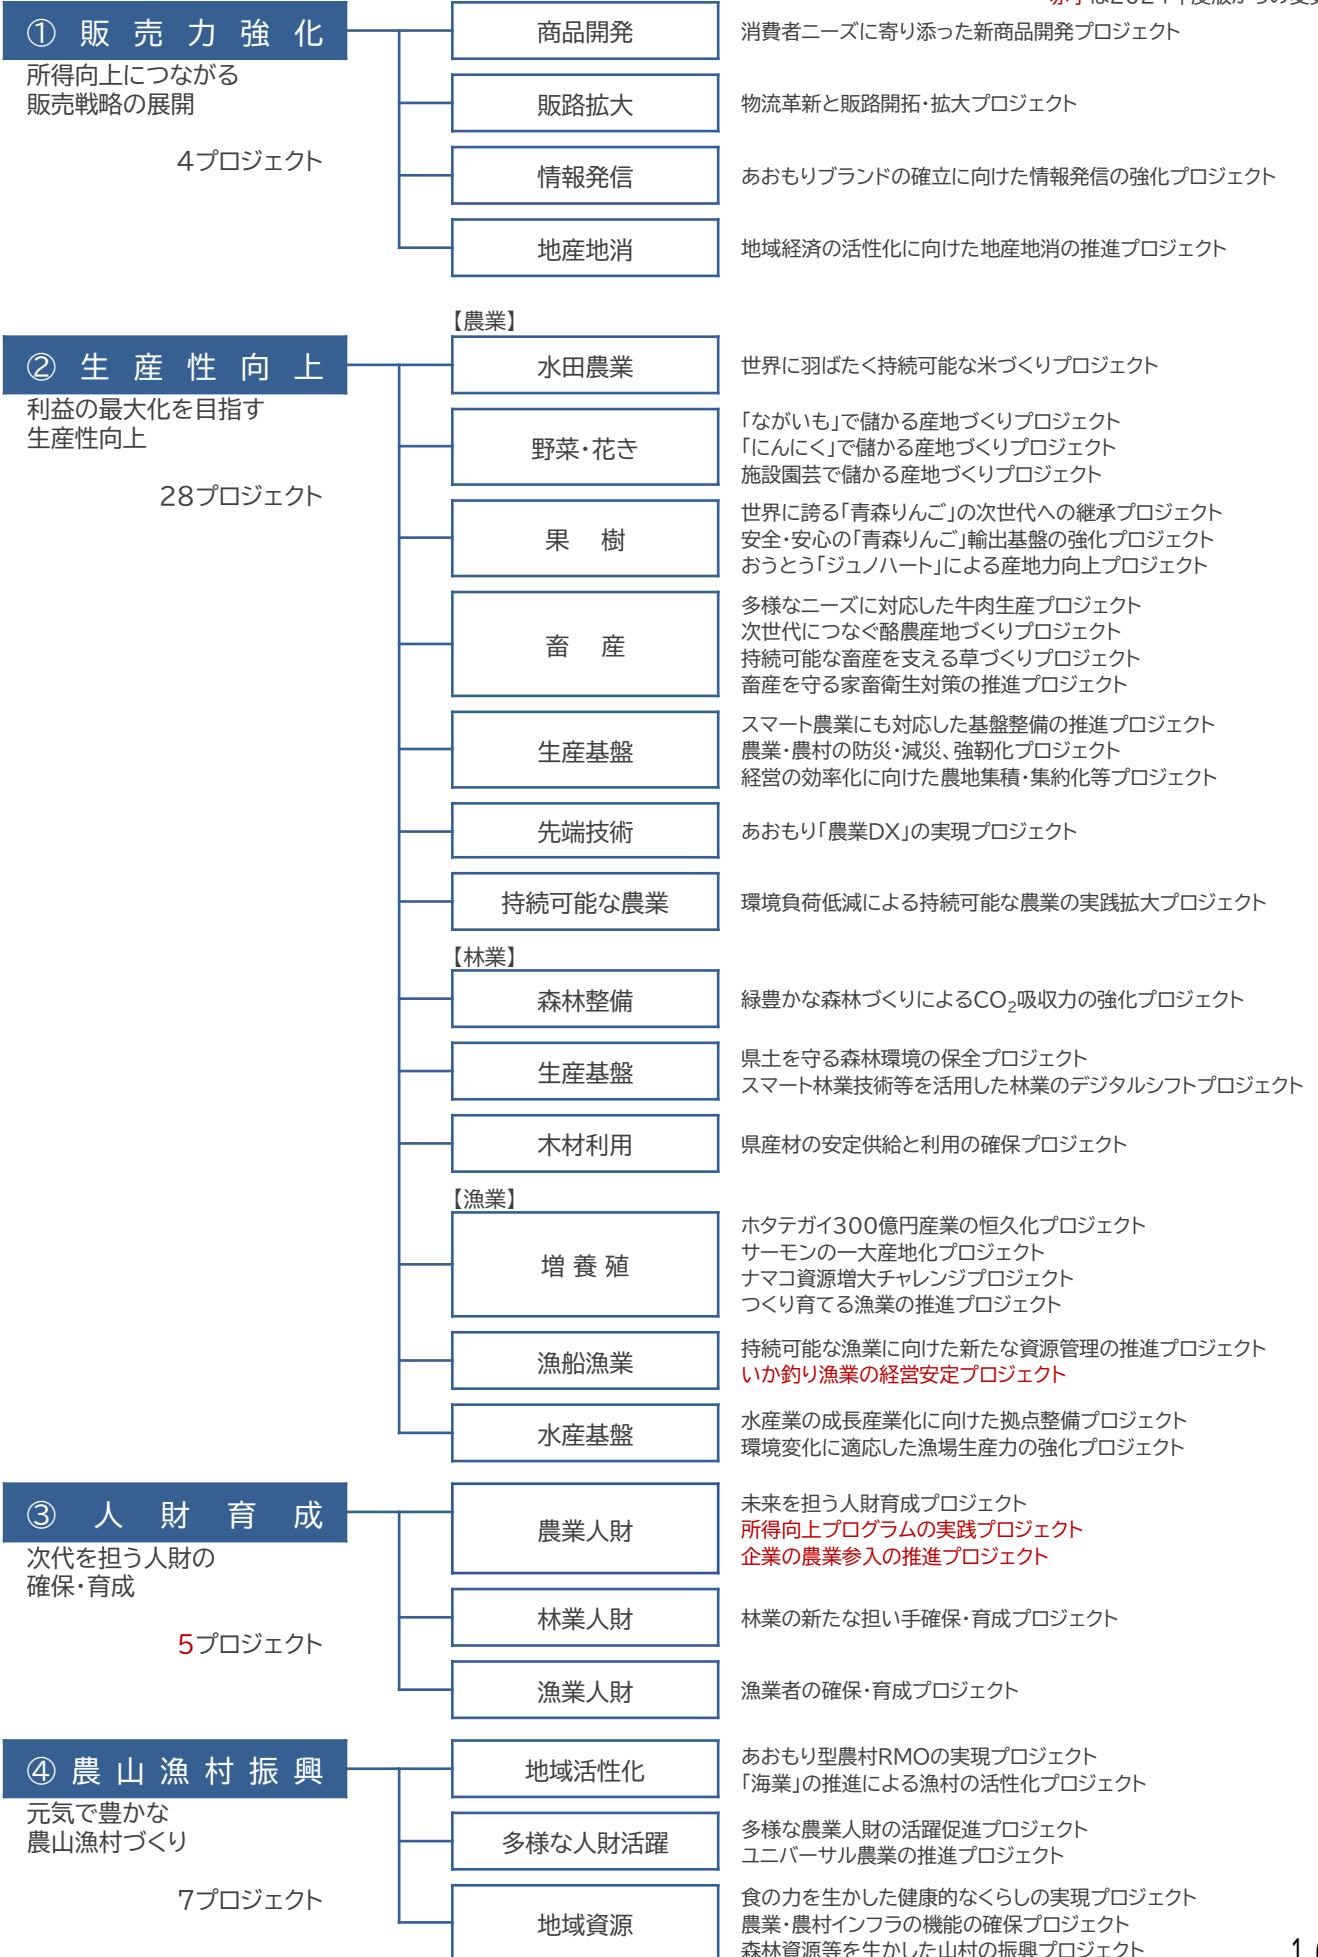 赤字は2024年度版からの変更
①販売力強化
所得向上につながる
販売戦略の展開
4プロジェクト
商品開発
消費者ニーズに寄り添った新商品開発プロジェクト
販路拡大
物流革新と販路開拓・拡大プロジェクト
情報発信
あおもりブランドの確立に向けた情報発信の強化プロジェクト
地産地消
地域経済の活性化に向けた地産地消の推進プロジェクト
②生産性向上
利益の最大化を目指す
生産性向上
28プロジェクト
【農業】
水田農業
世界に羽ばたく持続可能な米づくりプロジェクト
野菜・花き
「ながいも」で儲かる産地づくりプロジェクト
「にんにく」で儲かる産地づくりプロジェクト
施設園芸で儲かる産地づくりプロジェクト
果 樹
世界に誇る「青森りんご」の次世代への継承プロジェクト
安全・安心の「青森りんご」輸出基盤の強化プロジェクト
おうとう「ジュノハート」による産地力向上プロジェクト
畜 産
多様なニーズに対応した牛肉生産プロジェクト
次世代につなぐ酪農産地づくりプロジェクト
持続可能な畜産を支える草づくりプロジェクト
畜産を守る家畜衛生対策の推進プロジェクト
生産基盤
スマート農業にも対応した基盤整備の推進プロジェクト
農業・農村の防災・減災、強靭化プロジェクト
経営の効率化に向けた農地集積・集約化等プロジェクト
先端技術
あおもり「農業DX」の実現プロジェクト
持続可能な農業
環境負荷低減による持続可能な農業の実践拡大プロジェクト
【林業】
森林整備
緑豊かな森林づくりによるCO₂吸収力の強化プロジェクト
生産基盤
県土を守る森林環境の保全プロジェクト
スマート林業技術等を活用した林業のデジタルシフトプロジェクト
木材利用
県産材の安定供給と利用の確保プロジェクト
【漁業】
増 養 殖
ホタテガイ300億円産業の恒久化プロジェクト
サーモンの一大産地化プロジェクト
ナマコ資源増大チャレンジプロジェクト
つくり育てる漁業の推進プロジェクト
漁船漁業
持続可能な漁業に向けた新たな資源管理の推進プロジェクト
いか釣り漁業の経営安定プロジェクト
水産基盤
水産業の成長産業化に向けた拠点整備プロジェクト
環境変化に適応した漁場生産力の強化プロジェクト
③人財育成
次代を担う人財の
確保・育成
5プロジェクト
農業人財
未来を担う人財育成プロジェクト
所得向上プログラムの実践プロジェクト
企業の農業参入の推進プロジェクト
林業人財
林業の新たな担い手確保・育成プロジェクト
漁業人財
漁業者の確保・育成プロジェクト
④農山漁村振興
元気で豊かな
農山漁村づくり
7プロジェクト
地域活性化
あおもり型農村RMOの実現プロジェクト
「海業」の推進による漁村の活性化プロジェクト
多様な人財活躍
多様な農業人財の活躍促進プロジェクト
ユニバーサル農業の推進プロジェクト
地域資源
食の力を生かした健康的なくらしの実現プロジェクト
農業・農村インフラの機能の確保プロジェクト
森林資源等を生かした山村の振興プロジェクト